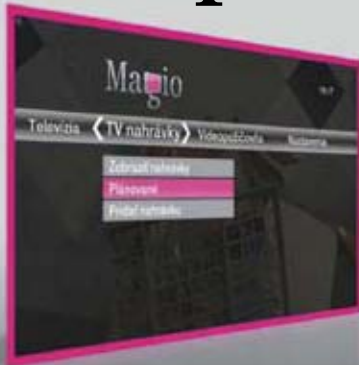 Magio
Televízia TV nahrávky Videopožičovňa Nastavenia
Zobraziť nahrávky
Plánované
Pridať nahrávku